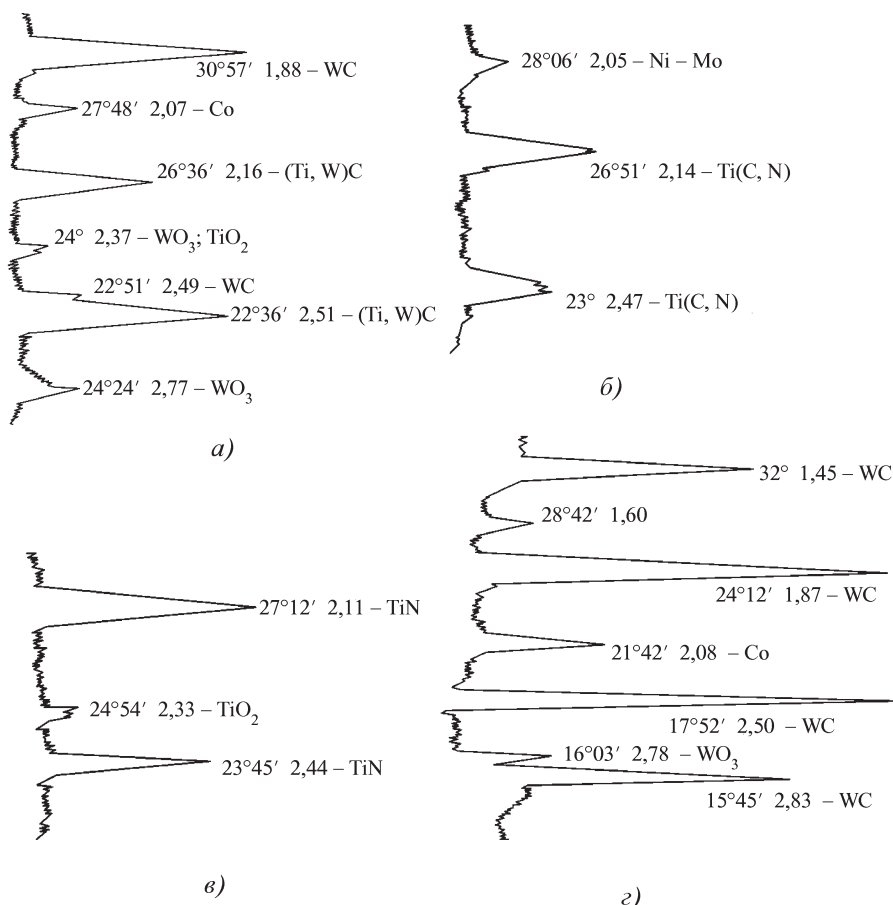 30°57′ 1,88 – WC
27°48′ 2,07 – Co
26°36′ 2,16 – (Ti, W)C
24° 2,37 – WO₃; TiO₂
22°51′ 2,49 – WC
22°36′ 2,51 – (Ti, W)C
24°24′ 2,77 – WO₃
а)
28°06′ 2,05 – Ni – Mo
26°51′ 2,14 – Ti(C, N)
23° 2,47 – Ti(C, N)
б)
27°12′ 2,11 – TiN
24°54′ 2,33 – TiO₂
23°45′ 2,44 – TiN
в)
32° 1,45 – WC
28°42′ 1,60
24°12′ 1,87 – WC
21°42′ 2,08 – Co
17°52′ 2,50 – WC
16°03′ 2,78 – WO₃
15°45′ 2,83 – WC
г)